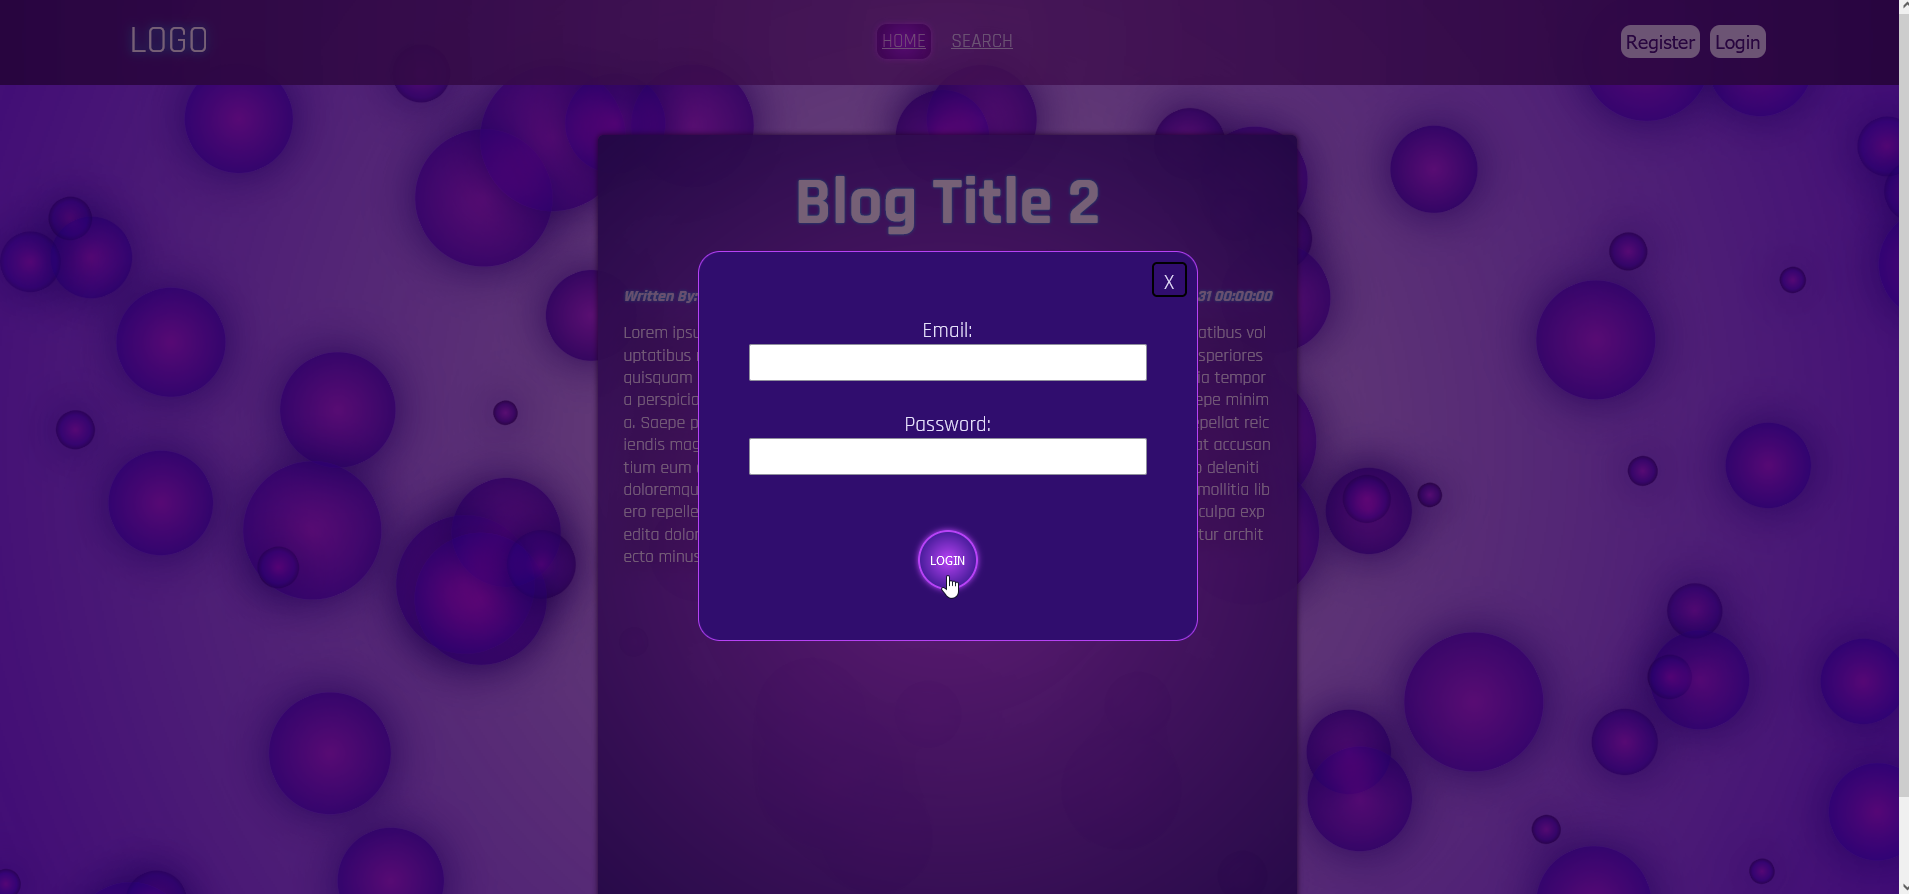 LOGO
HOME SEARCH
Register Login
Blog Title 2
X
Written By: 31 00:00:00
Email:
Lorem ipsu atibus vol
uptatibus speriores
quisquam ia tempor
a perspicia epe minim
Password:
a. Saepe p epellat reic
iendis mag at accusan
tium eum deleniti
doloremqu mollitia lib
ero repelle culpa exp
edita dolor tur archit
ecto minus
LOGIN